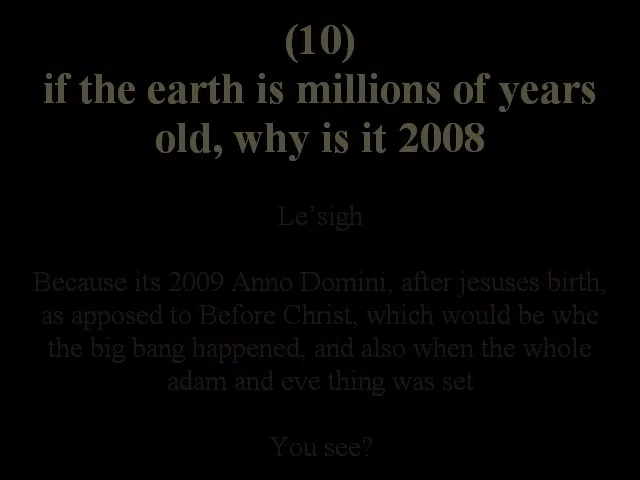 (10)
if the earth is millions of years
old, why is it 2008
Le’sigh
Because its 2009 Anno Domini, after jesuses birth,
as apposed to Before Christ, which would be whe
the big bang happened, and also when the whole
adam and eve thing was set
You see?